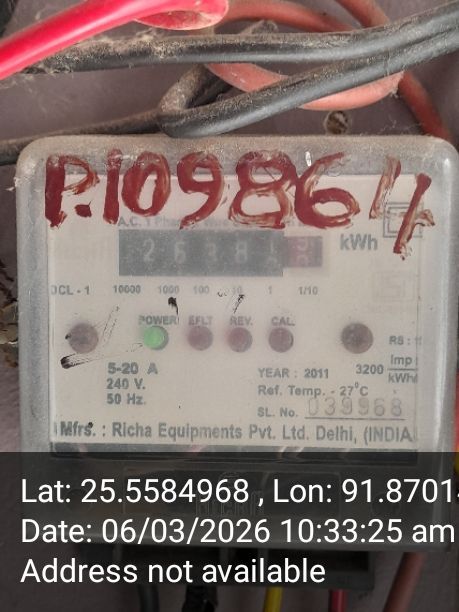 P.109864
A.C. 1 Phase
kWh
CL - 1
10000 1000 100 10 1 1/10
POWER EFLT REV. CAL.
5-20 A
240 V.
50 Hz.
YEAR : 2011
Ref. Temp. - 27°C
SL. No. 039968
3200 Imp
kWh
Mfrs. : Richa Equipments Pvt. Ltd. Delhi, (INDIA
Lat: 25.5584968 , Lon: 91.8701
Date: 06/03/2026 10:33:25 am
Address not available